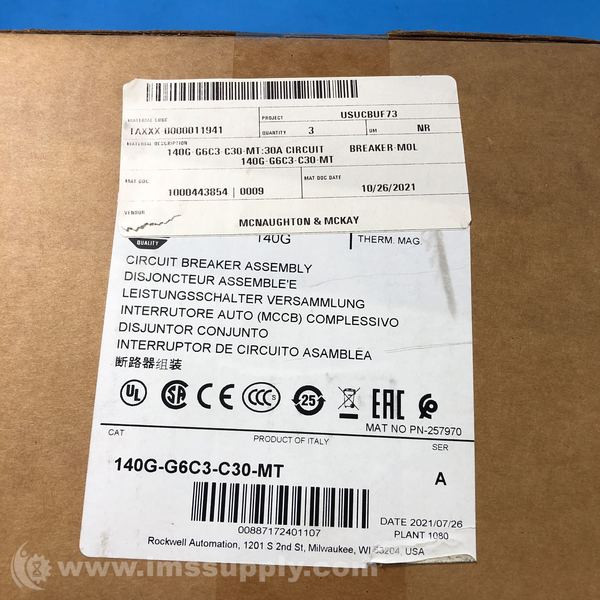 MATERIAL CODE
IAXXX 0000011941
PROJECT
USUCBUF73
QUANTITY 3
UM NR
MATERIAL DESCRIPTION
140G-G6C3-C30-MT:30A CIRCUIT BREAKER-MOL
140G-G6C3-C30-MT
MAT DOC 1000443854 | 0009
MAT DOC DATE 10/26/2021
VENDOR
MCNAUGHTON & MCKAY
QUALITY
140G
THERM. MAG.
CIRCUIT BREAKER ASSEMBLY
DISJONCTEUR ASSEMBLE'E
LEISTUNGSSCHALTER VERSAMMLUNG
INTERRUTORE AUTO (MCCB) COMPLESSIVO
DISJUNTOR CONJUNTO
INTERRUPTOR DE CIRCUITO ASAMBLEA
断路器组装
UL SA CE CCC S 25 EAC
MAT NO PN-257970
CAT
PRODUCT OF ITALY
SER
140G-G6C3-C30-MT
A
00887172401107
DATE 2021/07/26
PLANT 1080
Rockwell Automation, 1201 S 2nd St, Milwaukee, WI 53204, USA
www.imssupply.com